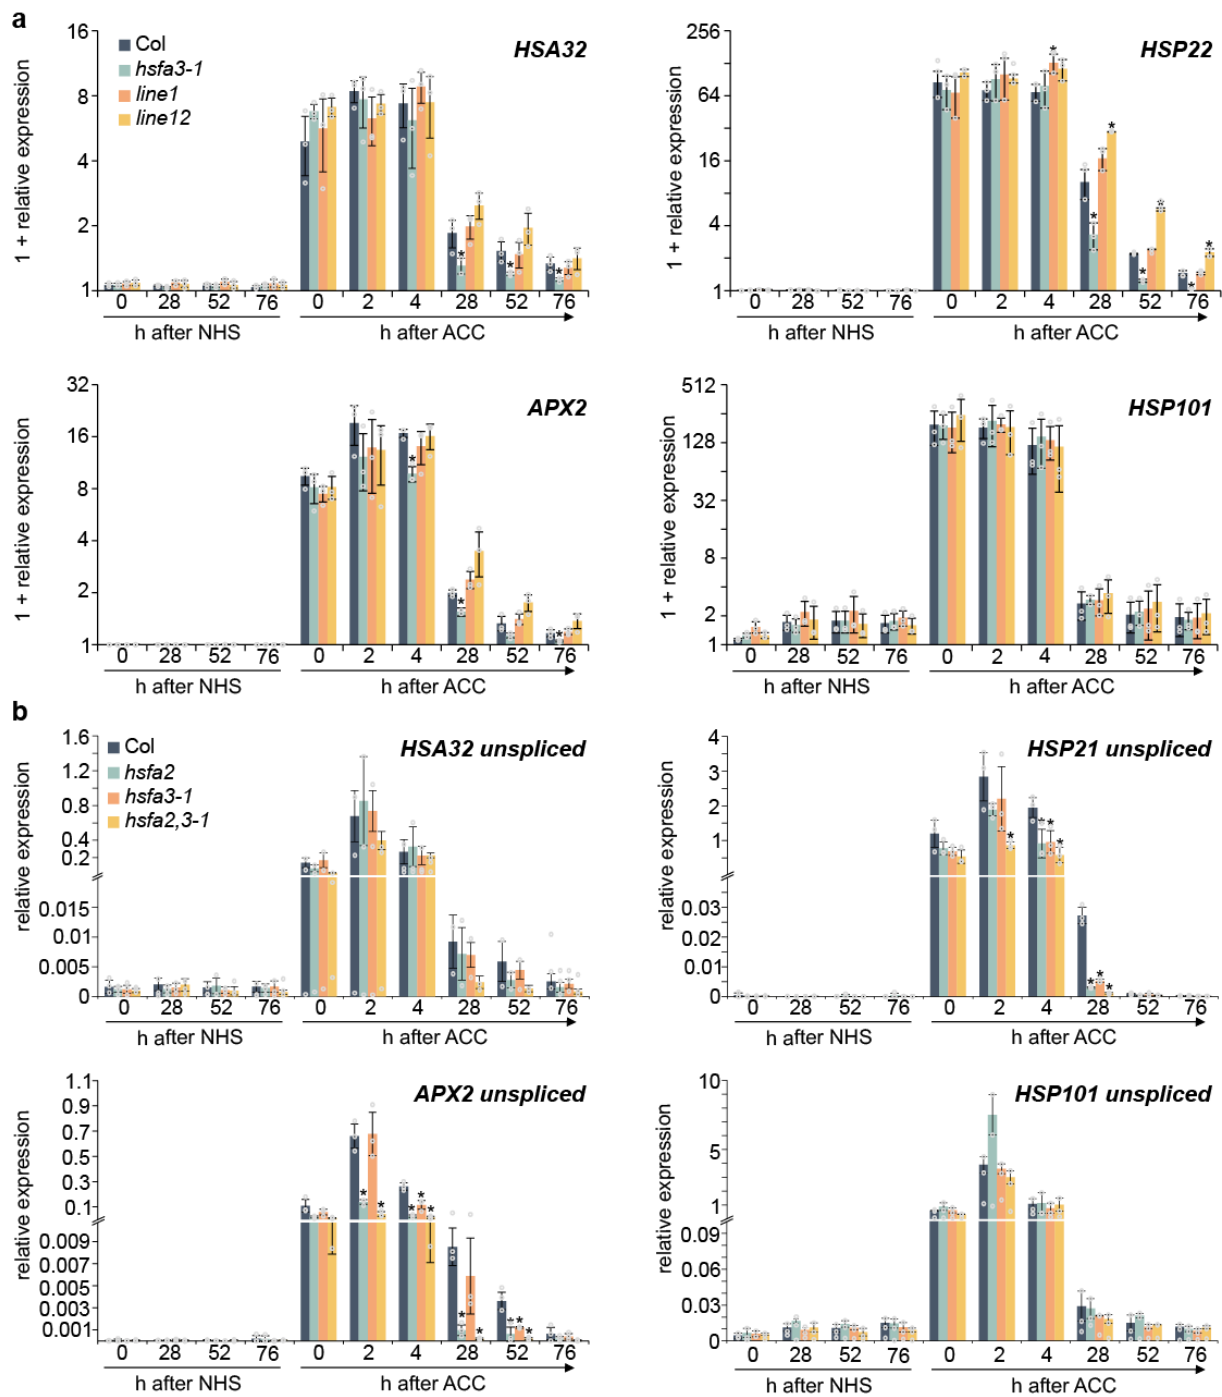 a
HSA32
Col
hsfa3-1
line1
line12
1 + relative expression
16
8
4
2
1
0 28 52 76 0 2 4 28 52 76
h after NHS h after ACC
HSP22
1 + relative expression
256
64
16
4
1
* * * * * * *
0 28 52 76 0 2 4 28 52 76
h after NHS h after ACC
APX2
1 + relative expression
32
16
8
4
2
1
0 28 52 76 0 2 4 28 52 76
h after NHS h after ACC
HSP101
1 + relative expression
512
128
32
8
2
1
0 28 52 76 0 2 4 28 52 76
h after NHS h after ACC
b
HSA32 unspliced
Col
hsfa2
hsfa3-1
hsfa2,3-1
relative expression
1.6
1.2
0.8
0.4
0.2
0.015
0.01
0.005
0
0 28 52 76 0 2 4 28 52 76
h after NHS h after ACC
HSP21 unspliced
relative expression
4
3
2
1
0.03
0.02
0.01
0
0 28 52 76 0 2 4 28 52 76
h after NHS h after ACC
APX2 unspliced
relative expression
1.1
0.9
0.7
0.5
0.3
0.1
0.009
0.007
0.005
0.003
0.001
0 28 52 76 0 2 4 28 52 76
h after NHS h after ACC
HSP101 unspliced
relative expression
10
5
1
0.09
0.06
0.03
0
0 28 52 76 0 2 4 28 52 76
h after NHS h after ACC